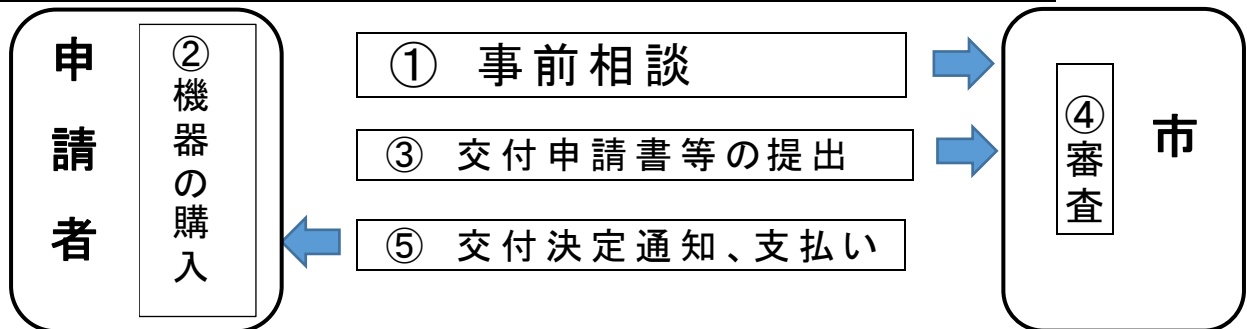 申請者
②機器の購入
① 事前相談
③ 交付申請書等の提出
⑤ 交付決定通知、支払い
④審査
市